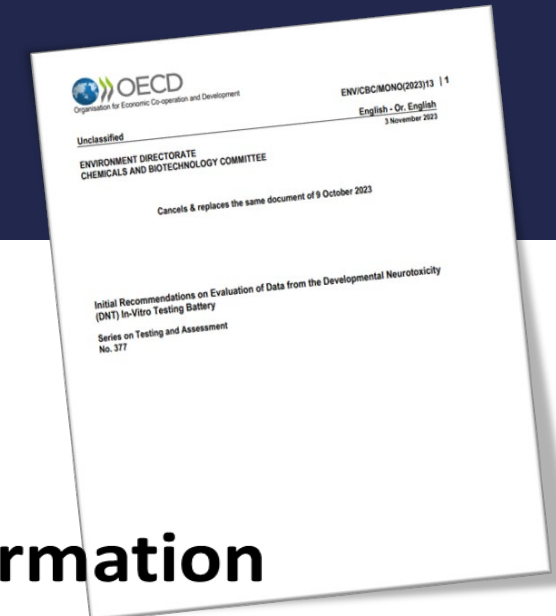 OECD
Organisation for Economic Co-operation and Development
ENV/CBC/MONO(2023)13 | 1
Unclassified
English - Or. English
3 November 2023
ENVIRONMENT DIRECTORATE
CHEMICALS AND BIOTECHNOLOGY COMMITTEE
Cancels & replaces the same document of 9 October 2023
Initial Recommendations on Evaluation of Data from the Developmental Neurotoxicity
(DNT) In-Vitro Testing Battery
Series on Testing and Assessment
No. 377
rmation